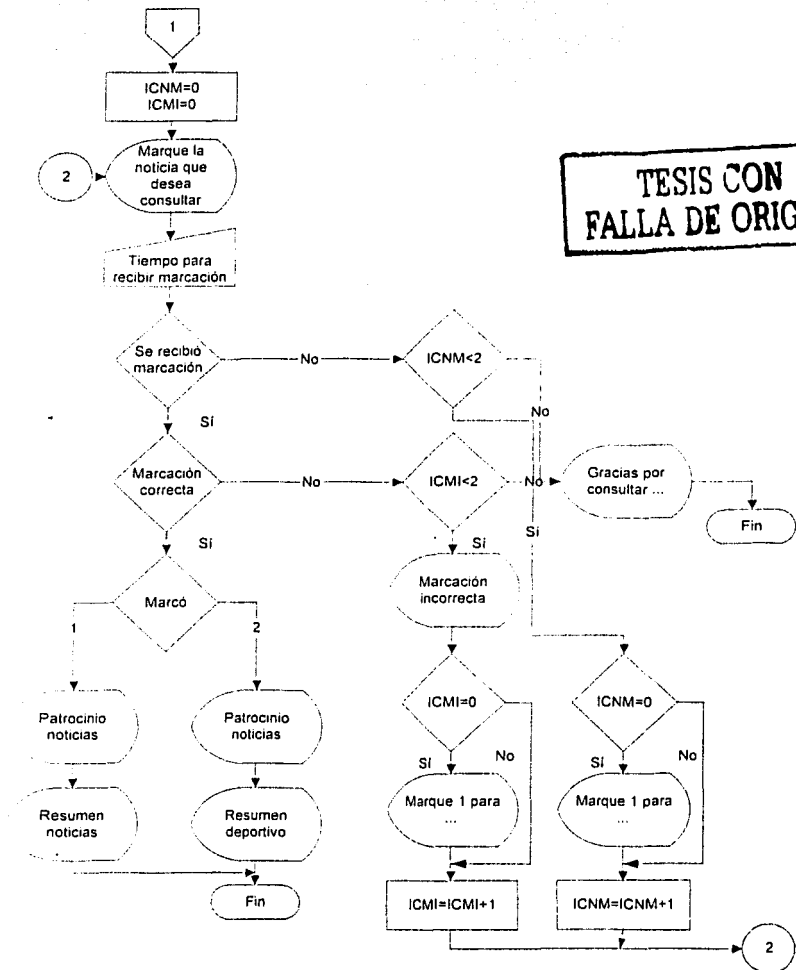 1
ICNM=0
ICMI=0
2
Marque la
noticia que
desea
consultar
TESIS CON
FALLA DE
Tiempo para
recibir marcación
Se recibió
marcación
No
ICNM<2
No
Sí
Marcación
correcta
No
ICMI<2
No
Gracias por
consultar ...
Fin
Sí
Sí
Sí
Marcó
Marcación
incorrecta
1
2
Patrocinio
noticias
Patrocinio
noticias
ICMI=0
ICNM=0
Sí
No
Sí
No
Resumen
noticias
Resumen
deportivo
Marque 1 para
...
Marque 1 para
...
Fin
ICMI=ICMI+1
ICNM=ICNM+1
2